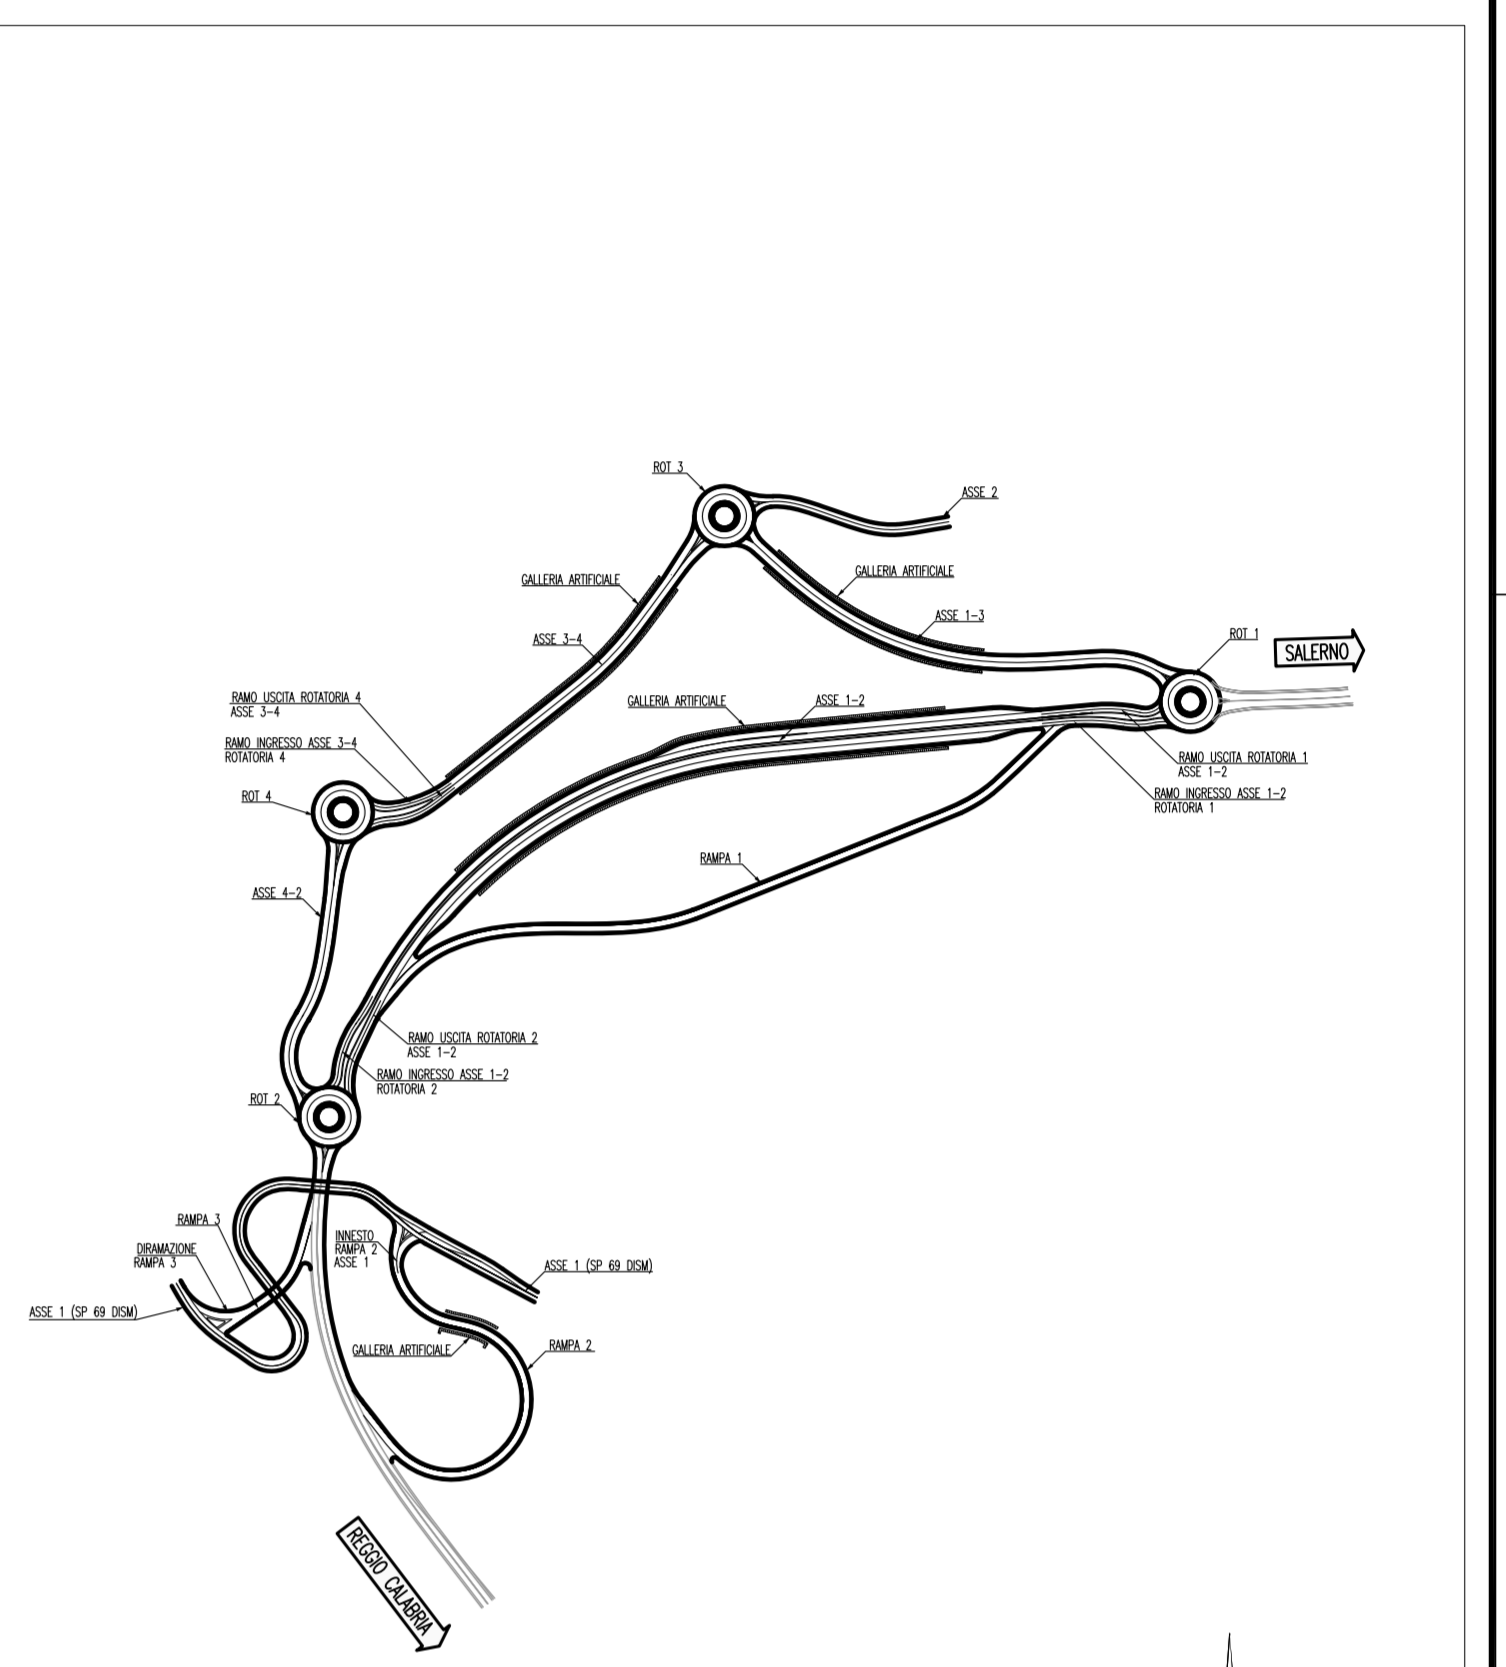 ROT 3
ASSE 2
GALLERIA ARTIFICIALE
GALLERIA ARTIFICIALE
ASSE 1-3
ASSE 3-4
ROT 1
SALERNO
RAMO USCITA ROTATORIA 4
ASSE 3-4
GALLERIA ARTIFICIALE
ASSE 1-2
RAMO INGRESSO ASSE 3-4
ROTATORIA 4
RAMO USCITA ROTATORIA 1
ASSE 1-2
ROT 4
RAMO INGRESSO ASSE 1-2
ROTATORIA 1
RAMPA 1
ASSE 4-2
RAMO USCITA ROTATORIA 2
ASSE 1-2
RAMO INGRESSO ASSE 1-2
ROTATORIA 2
ROT 2
RAMPA 3
DIRAMAZIONE
RAMPA 3
INNESTO
RAMPA 2
ASSE 1
ASSE 1 (SP 69 DISM)
ASSE 1 (SP 69 DISM)
GALLERIA ARTIFICIALE
RAMPA 2
REGGIO CALABRIA